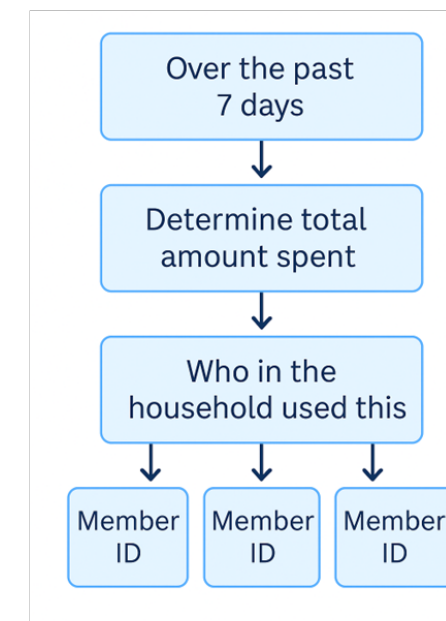 Over the past
7 days
Determine total
amount spent
Who in the
household used this
Member
ID
Member
ID
Member
ID